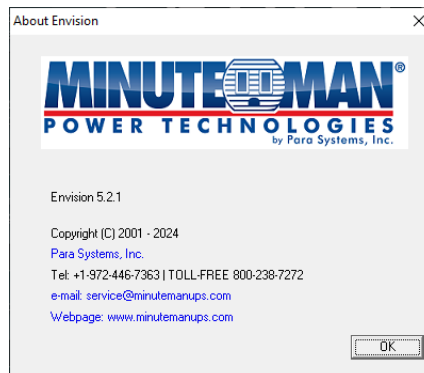 About Envision
MINUTEMAN®
POWER TECHNOLOGIES
by Para Systems, Inc.
Envision 5.2.1
Copyright (C) 2001 - 2024
Para Systems, Inc.
Tel: +1-972-446-7363 | TOLL-FREE 800-238-7272
e-mail: service@minutemanups.com
Webpage: www.minutemanups.com
OK